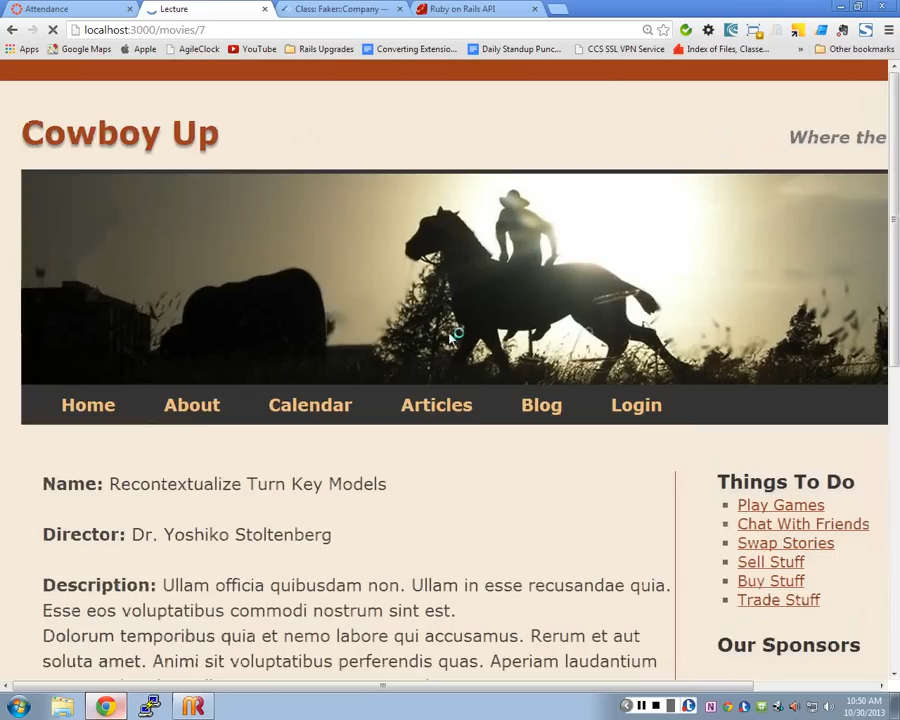 Attendance
Lecture
Class: Faker::Company —
Ruby on Rails API
localhost:3000/movies/7
Apps
Google Maps
Apple
AgileClock
YouTube
Rails Upgrades
Converting Extensio...
Daily Standup Punc...
CCS SSL VPN Service
Index of Files, Classe...
»
Other bookmarks
Cowboy Up
Where the
Home
About
Calendar
Articles
Blog
Login
Name: Recontextualize Turn Key Models
Director: Dr. Yoshiko Stoltenberg
Description: Ullam officia quibusdam non. Ullam in esse recusandae quia.
Esse eos voluptatibus commodi nostrum sint est.
Dolorum temporibus quia et nemo labore qui accusamus. Rerum et aut
soluta amet. Animi sit voluptatibus perferendis quas. Aperiam laudantium
Things To Do
Play Games
Chat With Friends
Swap Stories
Sell Stuff
Buy Stuff
Trade Stuff
Our Sponsors
10:50 AM
10/30/2013